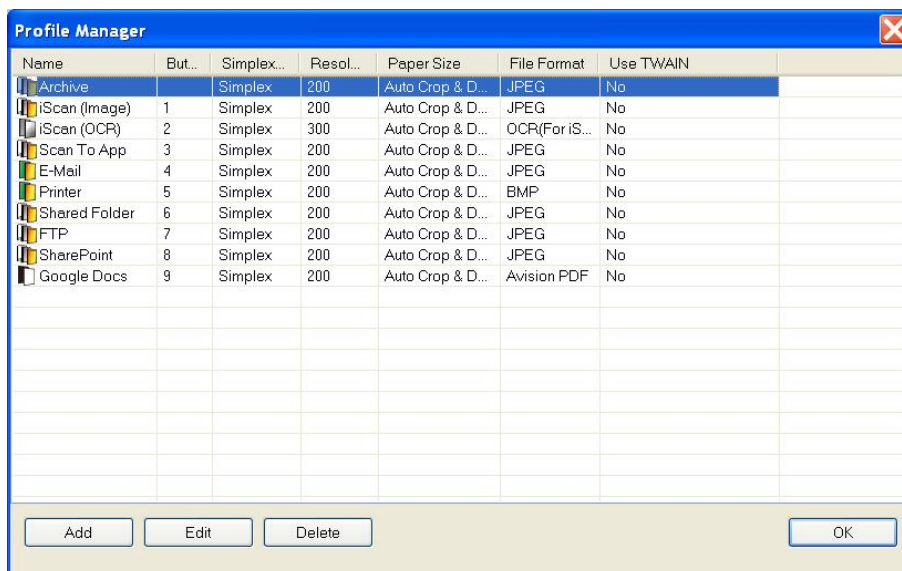 Profile Manager
Name But... Simplex... Resol... Paper Size File Format Use TWAIN
Archive Simplex 200 Auto Crop & D... JPEG No
iScan (Image) 1 Simplex 200 Auto Crop & D... JPEG No
iScan (OCR) 2 Simplex 300 Auto Crop & D... OCR(For iS... No
Scan To App 3 Simplex 200 Auto Crop & D... JPEG No
E-Mail 4 Simplex 200 Auto Crop & D... JPEG No
Printer 5 Simplex 200 Auto Crop & D... BMP No
Shared Folder 6 Simplex 200 Auto Crop & D... JPEG No
FTP 7 Simplex 200 Auto Crop & D... JPEG No
SharePoint 8 Simplex 200 Auto Crop & D... JPEG No
Google Docs 9 Simplex 200 Auto Crop & D... Avision PDF No
Add Edit Delete OK